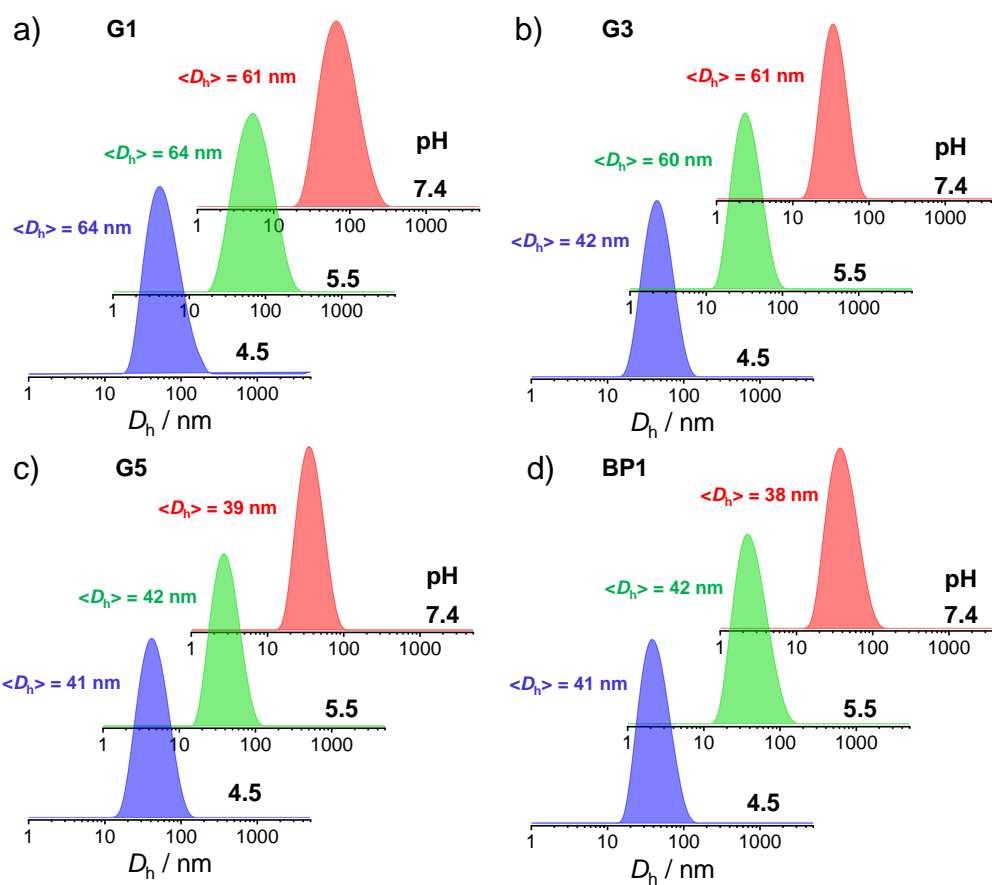 a) G1
<Dh> = 61 nm
<Dh> = 64 nm
<Dh> = 64 nm
pH
7.4
1 10 100 1000
5.5
1 10 100 1000
4.5
1 10 100 1000
Dh / nm
b) G3
<Dh> = 61 nm
<Dh> = 60 nm
<Dh> = 42 nm
pH
7.4
1 10 100 1000
5.5
1 10 100 1000
4.5
1 10 100 1000
Dh / nm
c) G5
<Dh> = 39 nm
<Dh> = 42 nm
<Dh> = 41 nm
pH
7.4
1 10 100 1000
5.5
1 10 100 1000
4.5
1 10 100 1000
Dh / nm
d) BP1
<Dh> = 38 nm
<Dh> = 42 nm
<Dh> = 41 nm
pH
7.4
1 10 100 1000
5.5
1 10 100 1000
4.5
1 10 100 1000
Dh / nm